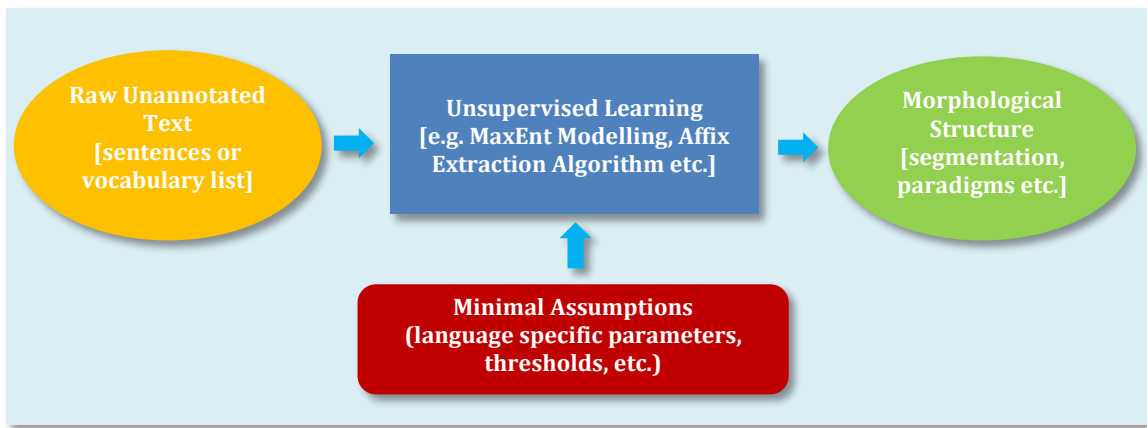 Raw Unannotated
Text
[sentences or
vocabulary list]
Unsupervised Learning
[e.g. MaxEnt Modelling, Affix
Extraction Algorithm etc.]
Morphological
Structure
[segmentation,
paradigms etc.]
Minimal Assumptions
(language specific parameters,
thresholds, etc.)